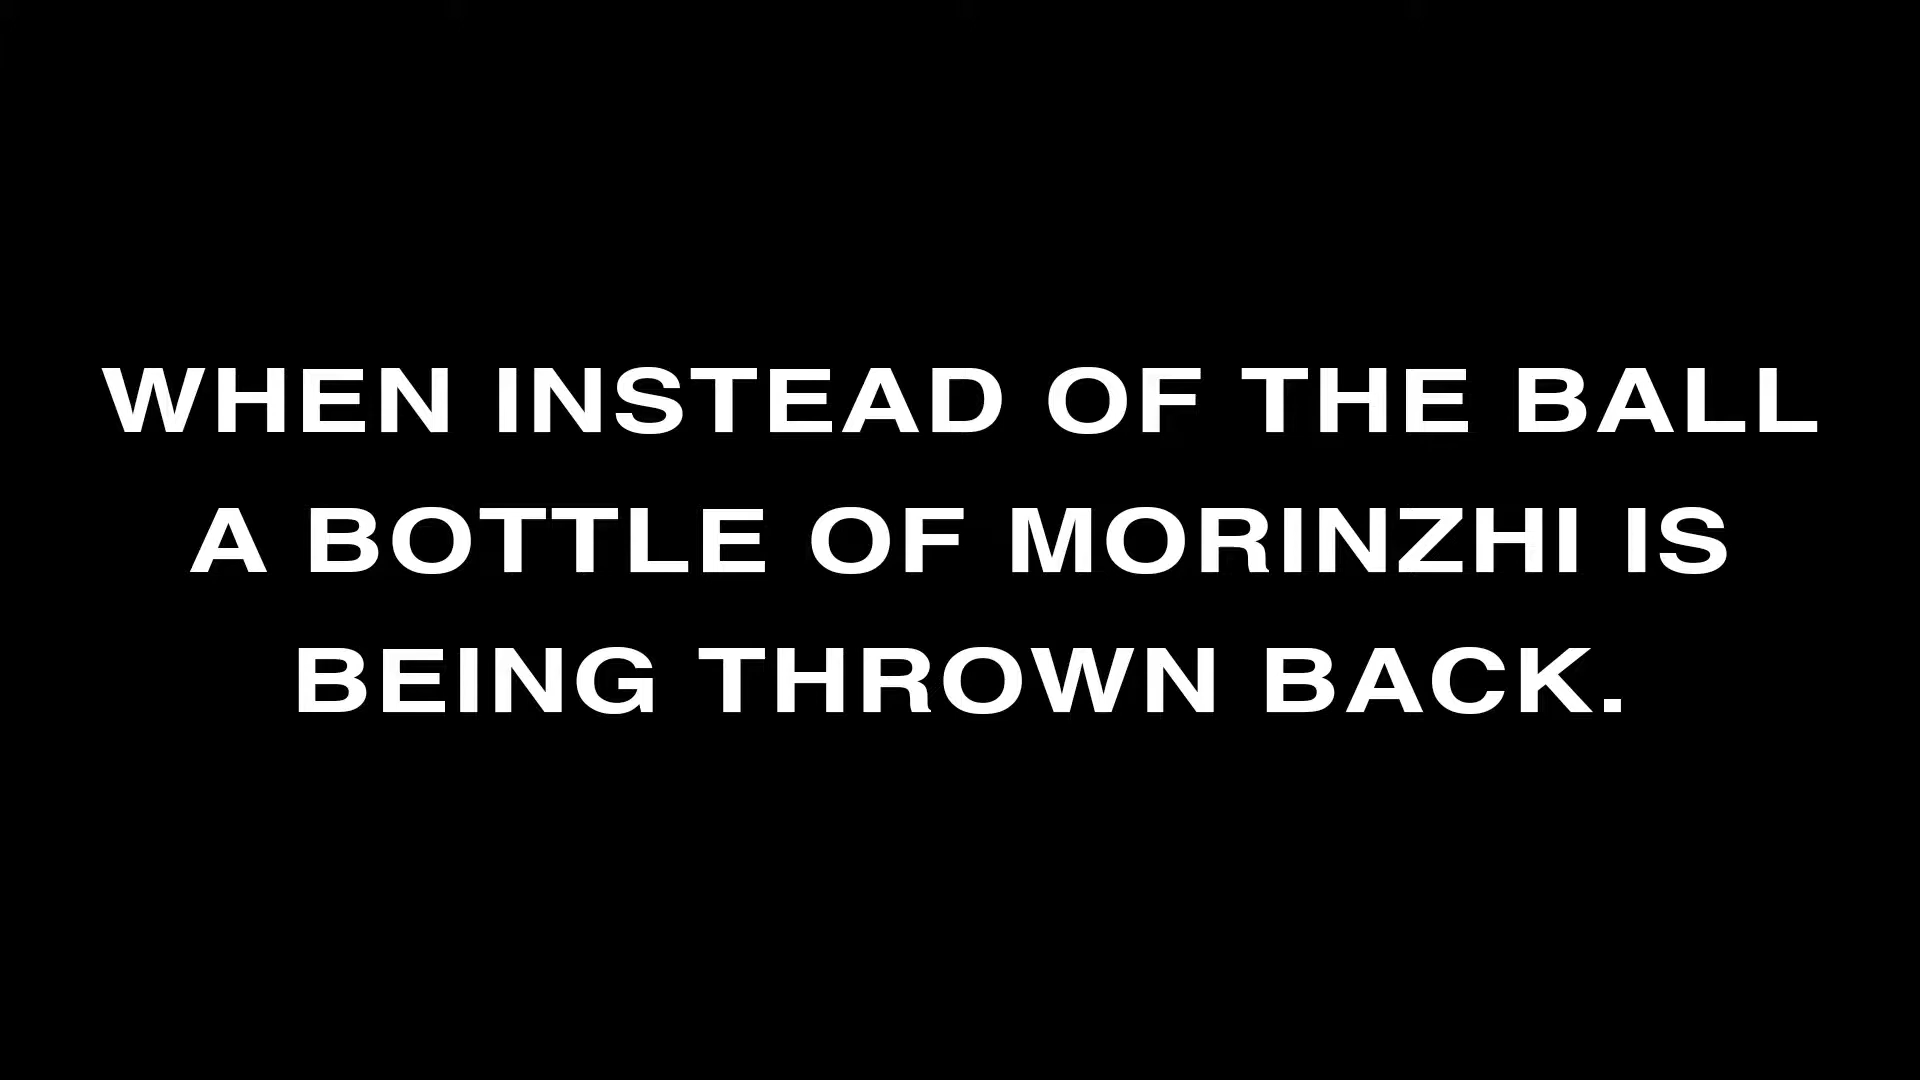 WHEN INSTEAD OF THE BALL
A BOTTLE OF MORINZHI IS
BEING THROWN BACK.